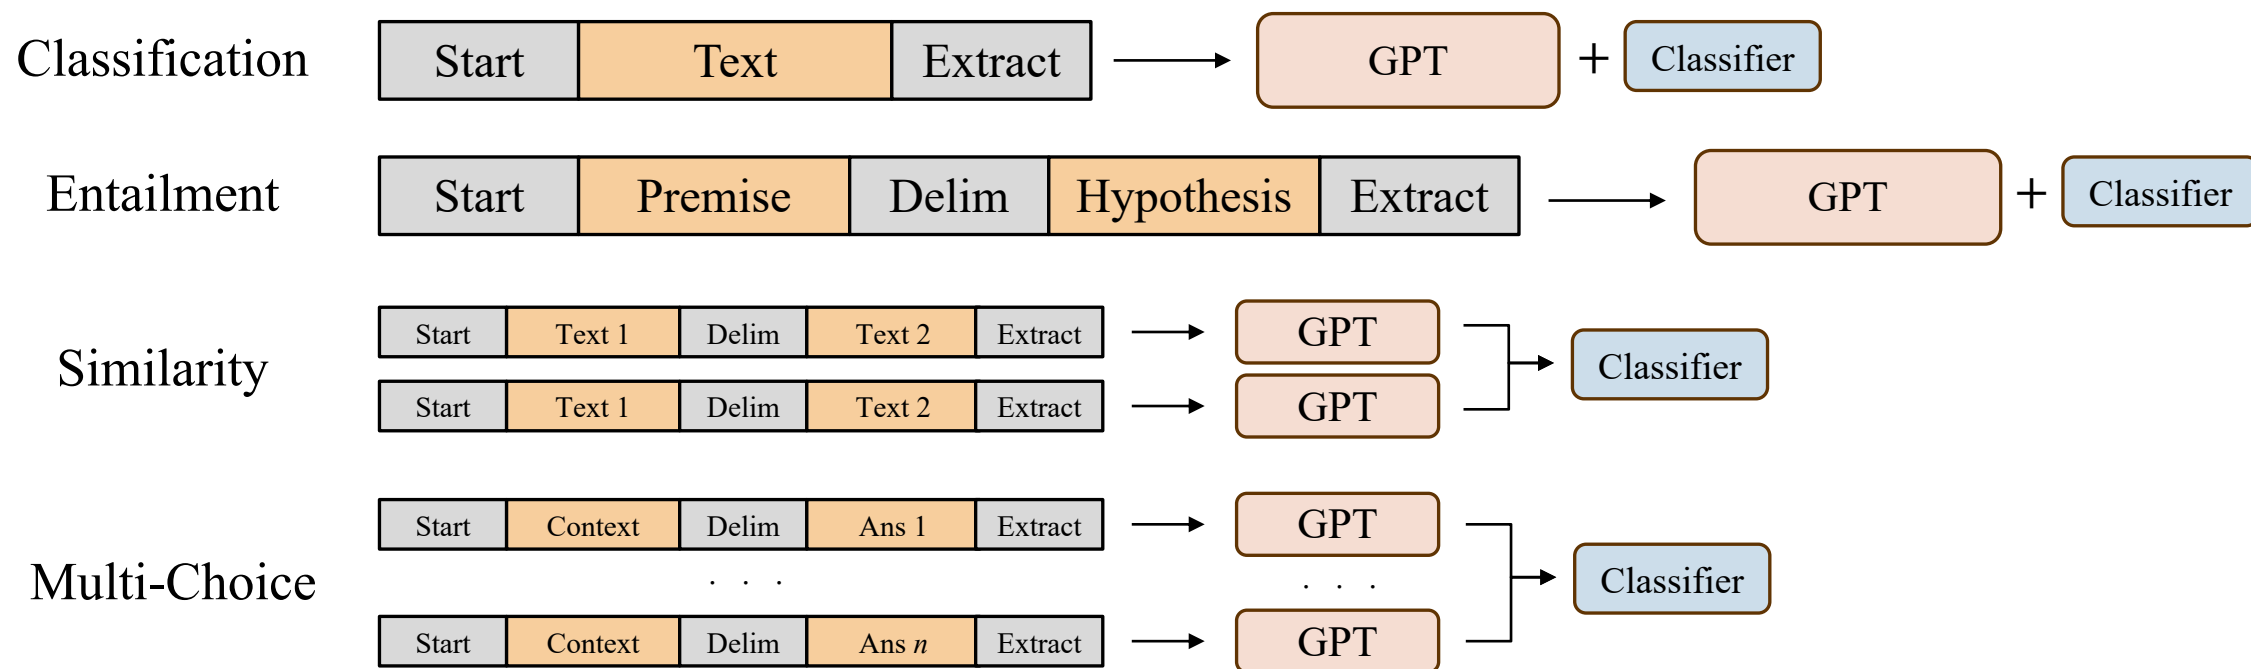 Classification Start Text Extract GPT + Classifier
Entailment Start Premise Delim Hypothesis Extract GPT + Classifier
Start Text 1 Delim Text 2 Extract GPT
Similarity Classifier
Start Text 1 Delim Text 2 Extract GPT
Start Context Delim Ans 1 Extract GPT
Multi-Choice . . . . . . Classifier
Start Context Delim Ans n Extract GPT